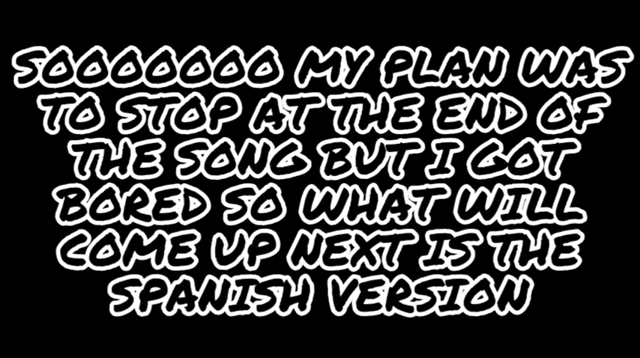 SOOOOOOO MY PLAN WAS
TO STOP AT THE END OF
THE SONG BUT I GOT
BORED SO WHAT WILL
COME UP NEXT IS THE
SPANISH VERSION